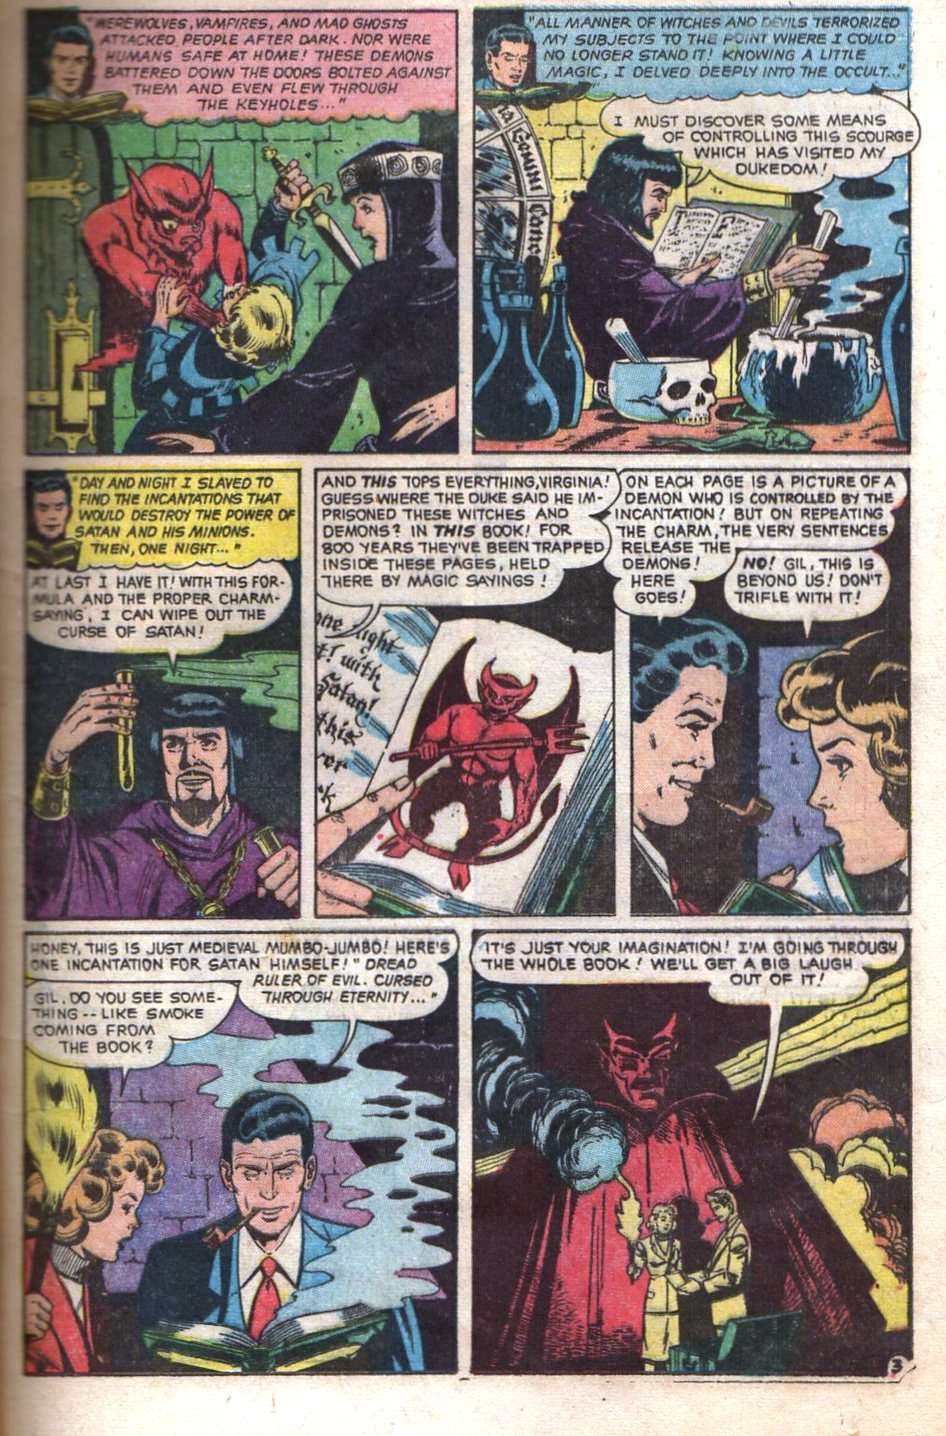 "WEREWOLVES, VAMPIRES, AND MAD GHOSTS
ATTACKED PEOPLE AFTER DARK. NOR WERE
HUMANS SAFE AT HOME! THESE DEMONS
BATTERED DOWN THE DOORS BOLTED AGAINST
THEM AND EVEN FLEW THROUGH
THE KEYHOLES..."
"ALL MANNER OF WITCHES AND DEVILS TERRORIZED
MY SUBJECTS TO THE POINT WHERE I COULD
NO LONGER STAND IT! KNOWING A LITTLE
MAGIC, I DELVED DEEPLY INTO THE OCCULT..."
I MUST DISCOVER SOME MEANS
OF CONTROLLING THIS SCOURGE
WHICH HAS VISITED MY
DUKEDOM!
Gemini
"DAY AND NIGHT I SLAVED TO
FIND THE INCANTATIONS THAT
WOULD DESTROY THE POWER OF
SATAN AND HIS MINIONS.
THEN, ONE NIGHT..."
AT LAST I HAVE IT! WITH THIS FOR-
MULA AND THE PROPER CHARM-
SAYING, I CAN WIPE OUT THE
CURSE OF SATAN!
AND THIS TOPS EVERYTHING, VIRGINIA!
GUESS WHERE THE DUKE SAID HE IM-
PRISONED THESE WITCHES AND
DEMONS? IN THIS BOOK! FOR
800 YEARS THEY'VE BEEN TRAPPED
INSIDE THESE PAGES, HELD
THERE BY MAGIC SAYINGS!
one night
t! with
Satan!
this
for
ON EACH PAGE IS A PICTURE OF A
DEMON WHO IS CONTROLLED BY THE
INCANTATION! BUT ON REPEATING
THE CHARM, THE VERY SENTENCES
RELEASE THE
DEMONS!
HERE
GOES!
NO! GIL, THIS IS
BEYOND US! DON'T
TRIFLE WITH IT!
HONEY, THIS IS JUST MEDIEVAL MUMBO-JUMBO! HERE'S
ONE INCANTATION FOR SATAN HIMSELF! "DREAD
RULER OF EVIL. CURSED
THROUGH ETERNITY..."
GIL, DO YOU SEE SOME-
THING -- LIKE SMOKE
COMING FROM
THE BOOK?
IT'S JUST YOUR IMAGINATION! I'M GOING THROUGH
THE WHOLE BOOK! WE'LL GET A BIG LAUGH
OUT OF IT!
3